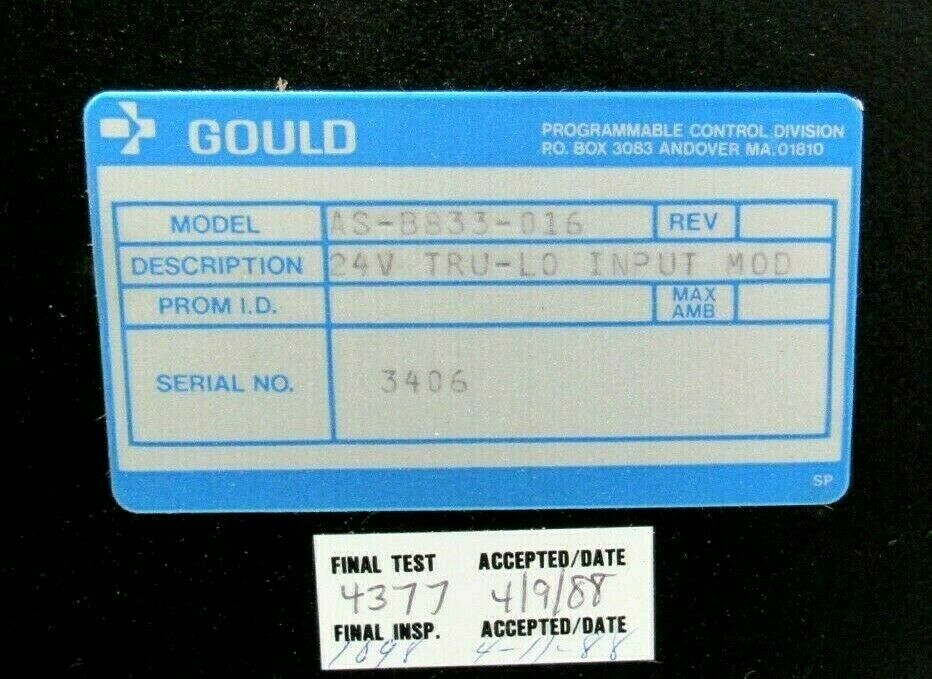 GOULD
PROGRAMMABLE CONTROL DIVISION
P.O. BOX 3083 ANDOVER MA. 01810
MODEL AS-B833-016 REV
DESCRIPTION 24V TRU-LO INPUT MOD
PROM I.D. MAX AMB
SERIAL NO. 3406
SP
FINAL TEST ACCEPTED/DATE
4377 4/9/88
FINAL INSP. ACCEPTED/DATE
1098 4-11-88